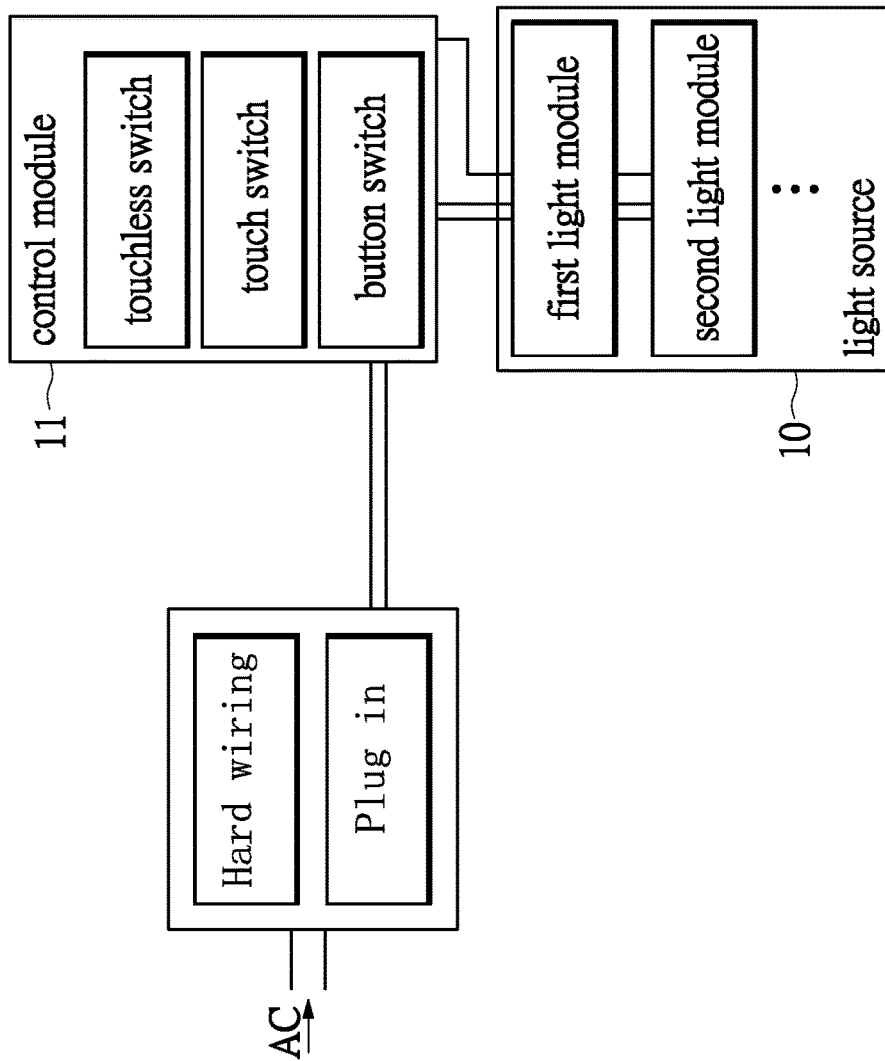 control module
touchless switch
touch switch
button switch
11
first light module
second light module
light source
10
Hard wiring
Plug in
AC